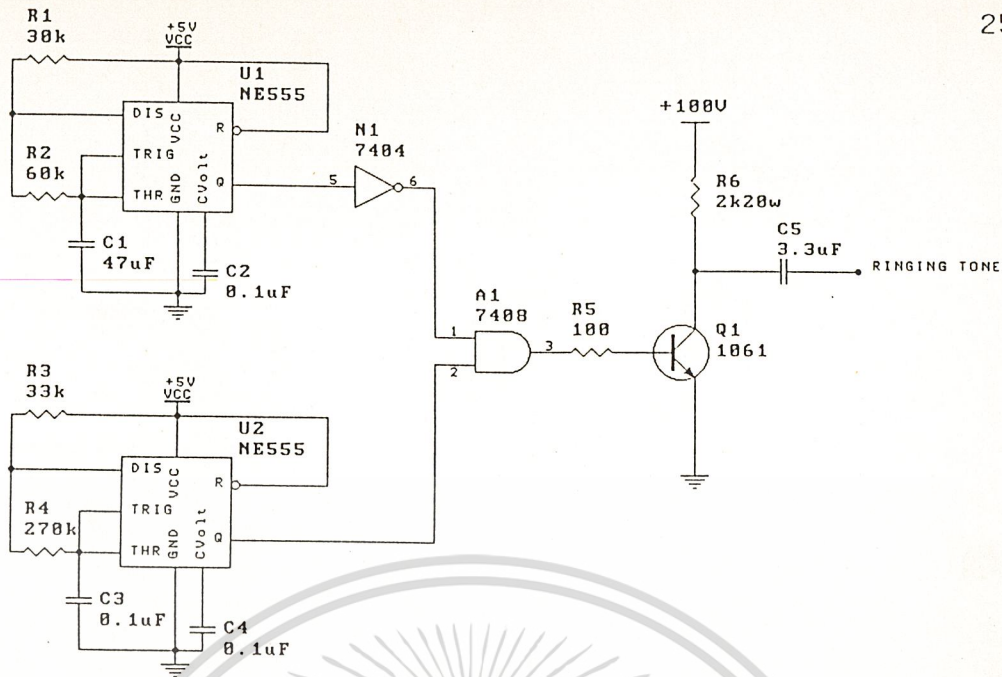 25
R1
30k
+5V
VCC
U1
NE555
DIS
VCC
R
TRIG
THR
GND
CVolt
Q
R2
60k
C1
47uF
C2
0.1uF
N1
7404
5
6
+100V
R6
2k20w
C5
3.3uF
RINGING TONE
A1
7408
1
2
3
R5
100
Q1
1061
R3
33k
+5V
VCC
U2
NE555
DIS
VCC
R
TRIG
THR
GND
CVolt
Q
R4
270k
C3
0.1uF
C4
0.1uF